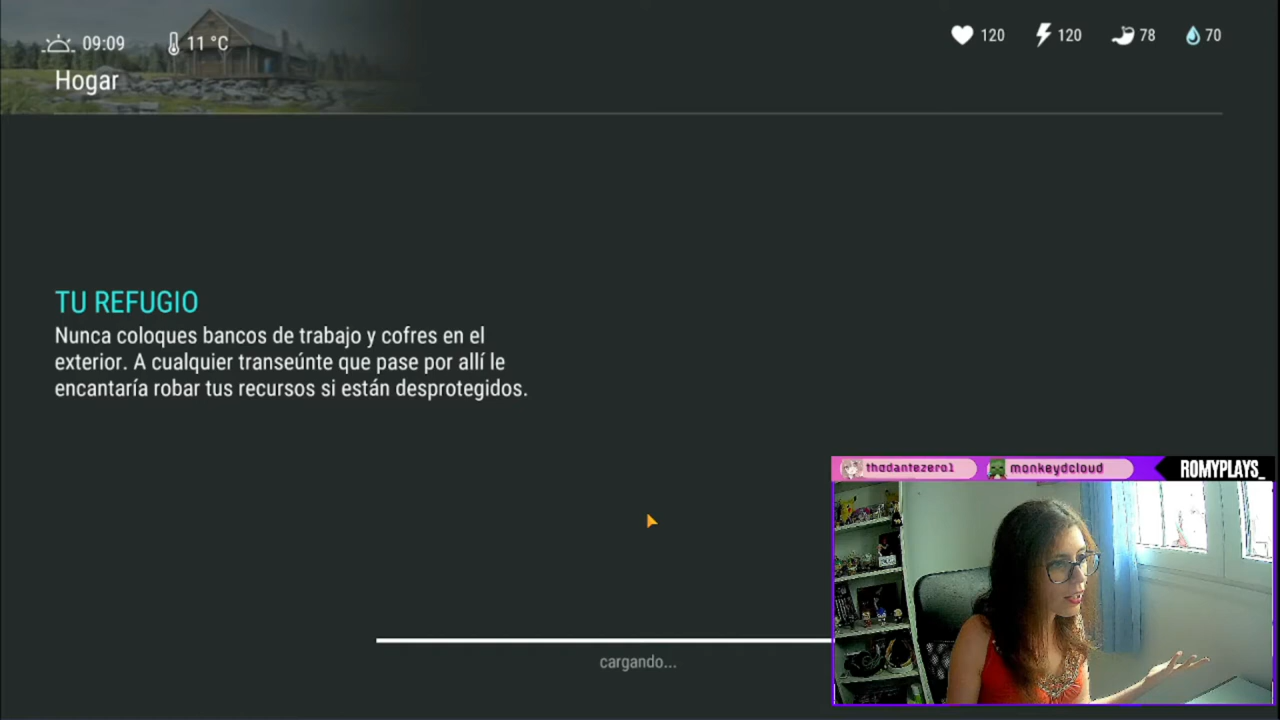 09:09
11 °C
120
120
78
70
Hogar
TU REFUGIO
Nunca coloques bancos de trabajo y cofres en el
exterior. A cualquier transeúnte que pase por allí le
encantaría robar tus recursos si están desprotegidos.
thadantezero1
monkeydcloud
ROMYPLAYS_
cargando...